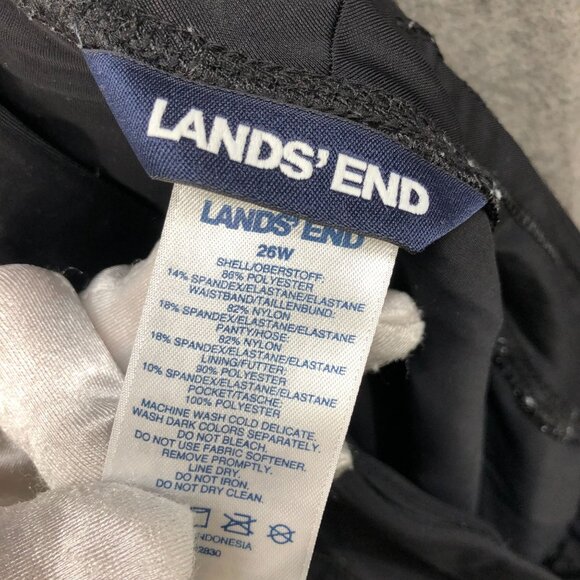 LANDS' END
LANDS' END
26W
SHELL/OBERSTOFF:
86% POLYESTER
14% SPANDEX/ELASTANE/ELASTANE
WAISTBAND/TAILLENBUND:
82% NYLON
18% SPANDEX/ELASTANE/ELASTANE
PANTY/HOSE:
82% NYLON
18% SPANDEX/ELASTANE/ELASTANE
LINING/FUTTER:
90% POLYESTER
10% SPANDEX/ELASTANE/ELASTANE
POCKET/TASCHE:
100% POLYESTER
MACHINE WASH COLD DELICATE.
WASH DARK COLORS SEPARATELY.
DO NOT BLEACH.
DO NOT USE FABRIC SOFTENER.
REMOVE PROMPTLY.
LINE DRY.
DO NOT IRON.
DO NOT DRY CLEAN.
NDONESIA
2830